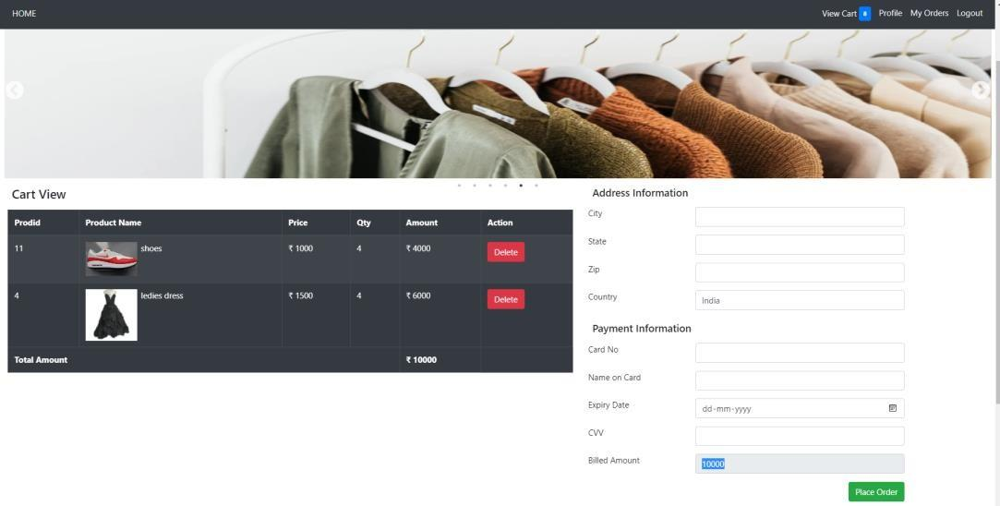 HOME
View Cart 8 Profile My Orders Logout
Cart View
Prodid Product Name Price Qty Amount Action
11 shoes ₹ 1000 4 ₹ 4000 Delete
4 ledies dress ₹ 1500 4 ₹ 6000 Delete
Total Amount ₹ 10000
Address Information
City
State
Zip
Country India
Payment Information
Card No
Name on Card
Expiry Date dd-mm-yyyy
CVV
Billed Amount 10000
Place Order